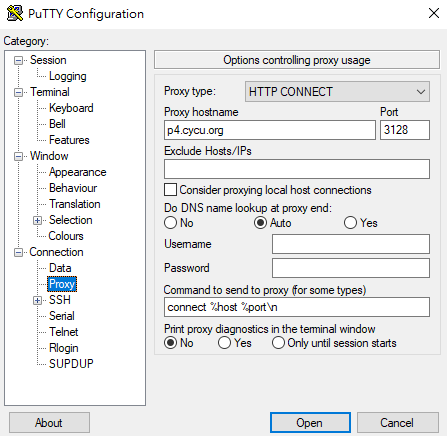 PuTTY Configuration
Category:
Session
Logging
Terminal
Keyboard
Bell
Features
Window
Appearance
Behaviour
Translation
Selection
Colours
Connection
Data
Proxy
SSH
Serial
Telnet
Rlogin
SUPDUP
Options controlling proxy usage
Proxy type: HTTP CONNECT
Proxy hostname Port
p4.cycu.org 3128
Exclude Hosts/IPs
Consider proxying local host connections
Do DNS name lookup at proxy end:
No Auto Yes
Username
Password
Command to send to proxy (for some types)
connect %host %port\n
Print proxy diagnostics in the terminal window
No Yes Only until session starts
About Open Cancel